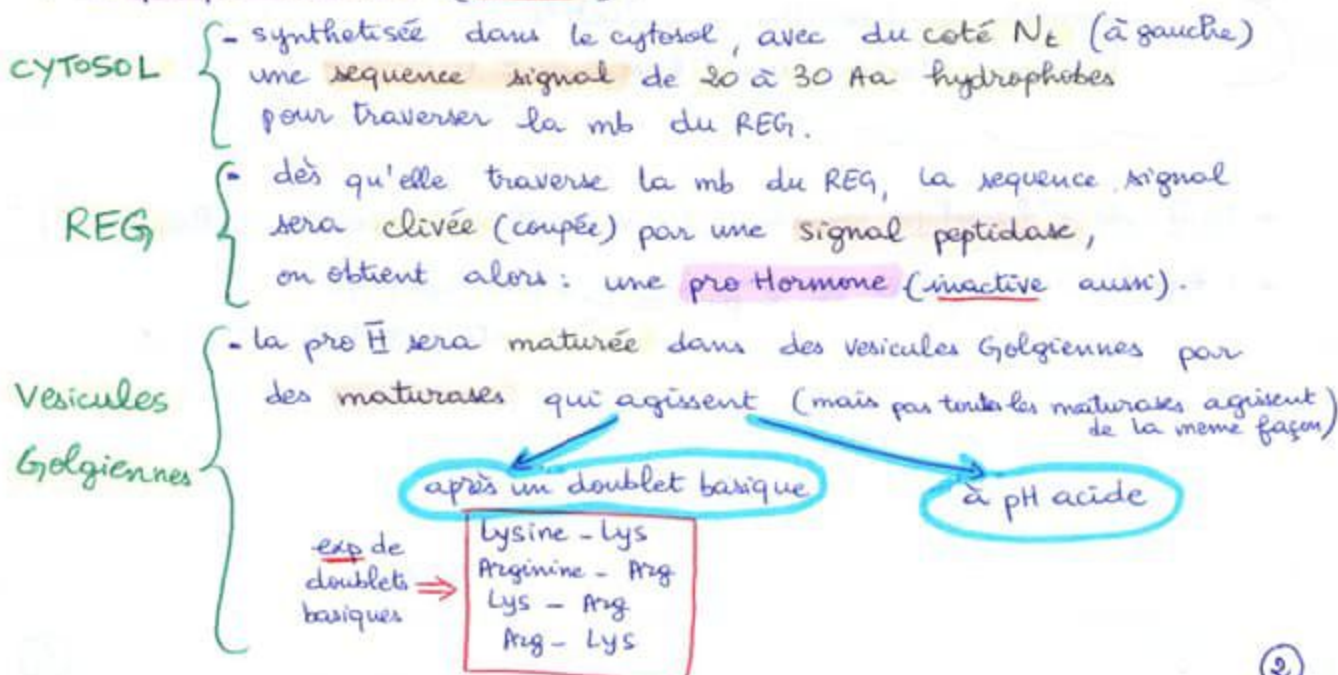 CYTOSOL
- synthetisée dans le cytosol, avec du coté Nt (à gauche)
une sequence signal de 20 à 30 Aa hydrophobes
pour traverser la mb du REG.
REG
- dès qu'elle traverse la mb du REG, la sequence signal
sera clivée (coupée) par une signal peptidase,
on obtient alors : une pro Hormone (inactive aussi).
Vesicules
Golgiennes
- la pro H̅ sera maturée dans des vesicules Golgiennes par
des maturases qui agissent (mais pas toutes les maturases agissent
de la meme façon)
après un doublet basique
à pH acide
exp de
doublets
basiques ⇒
Lysine - Lys
Arginine - Arg
Lys - Arg
Arg - Lys
2